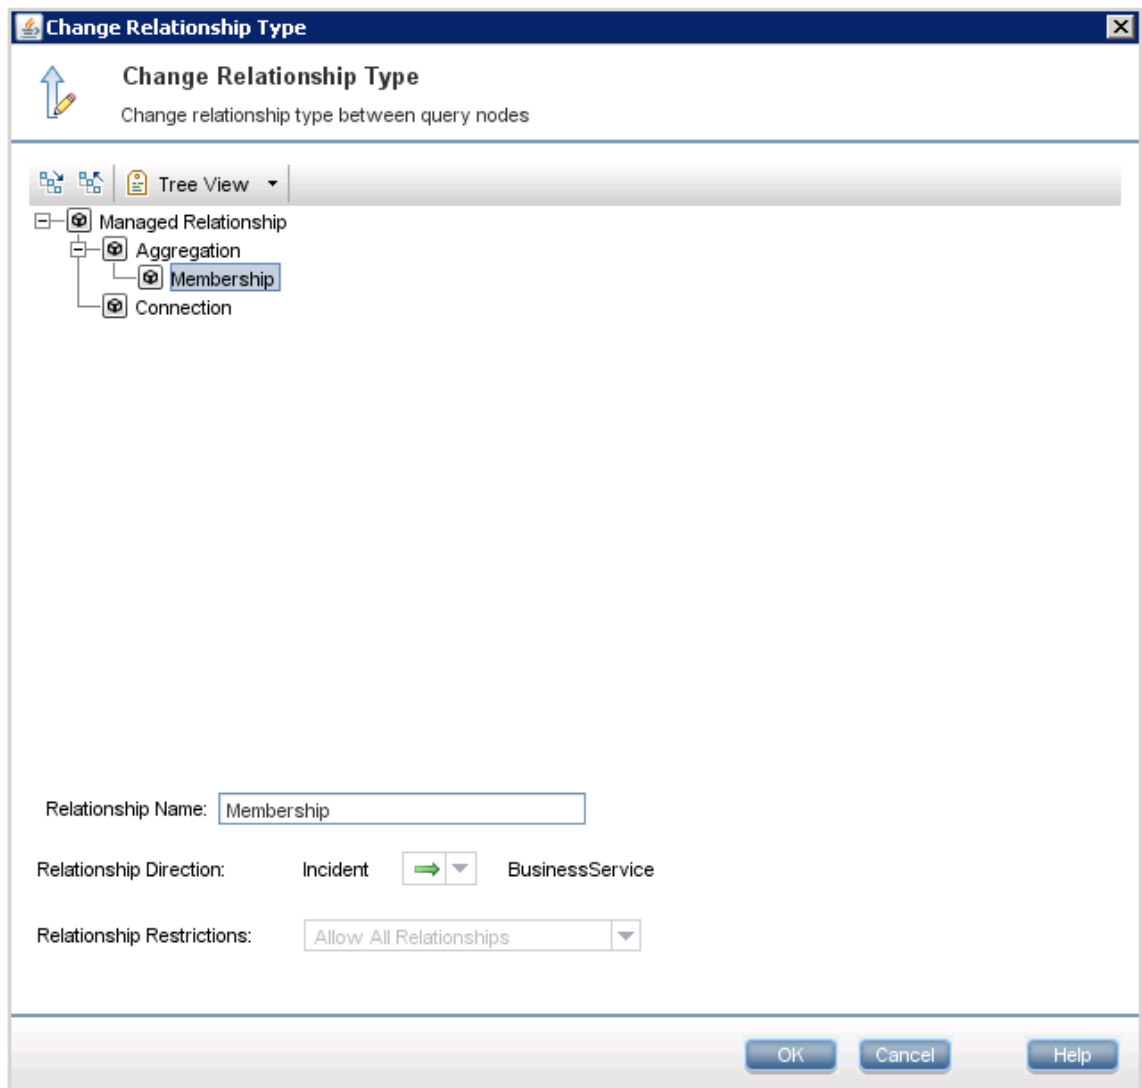 Change Relationship Type
Change Relationship Type
Change relationship type between query nodes
Tree View
Managed Relationship
Aggregation
Membership
Connection
Relationship Name: Membership
Relationship Direction: Incident BusinessService
Relationship Restrictions: Allow All Relationships
OK Cancel Help